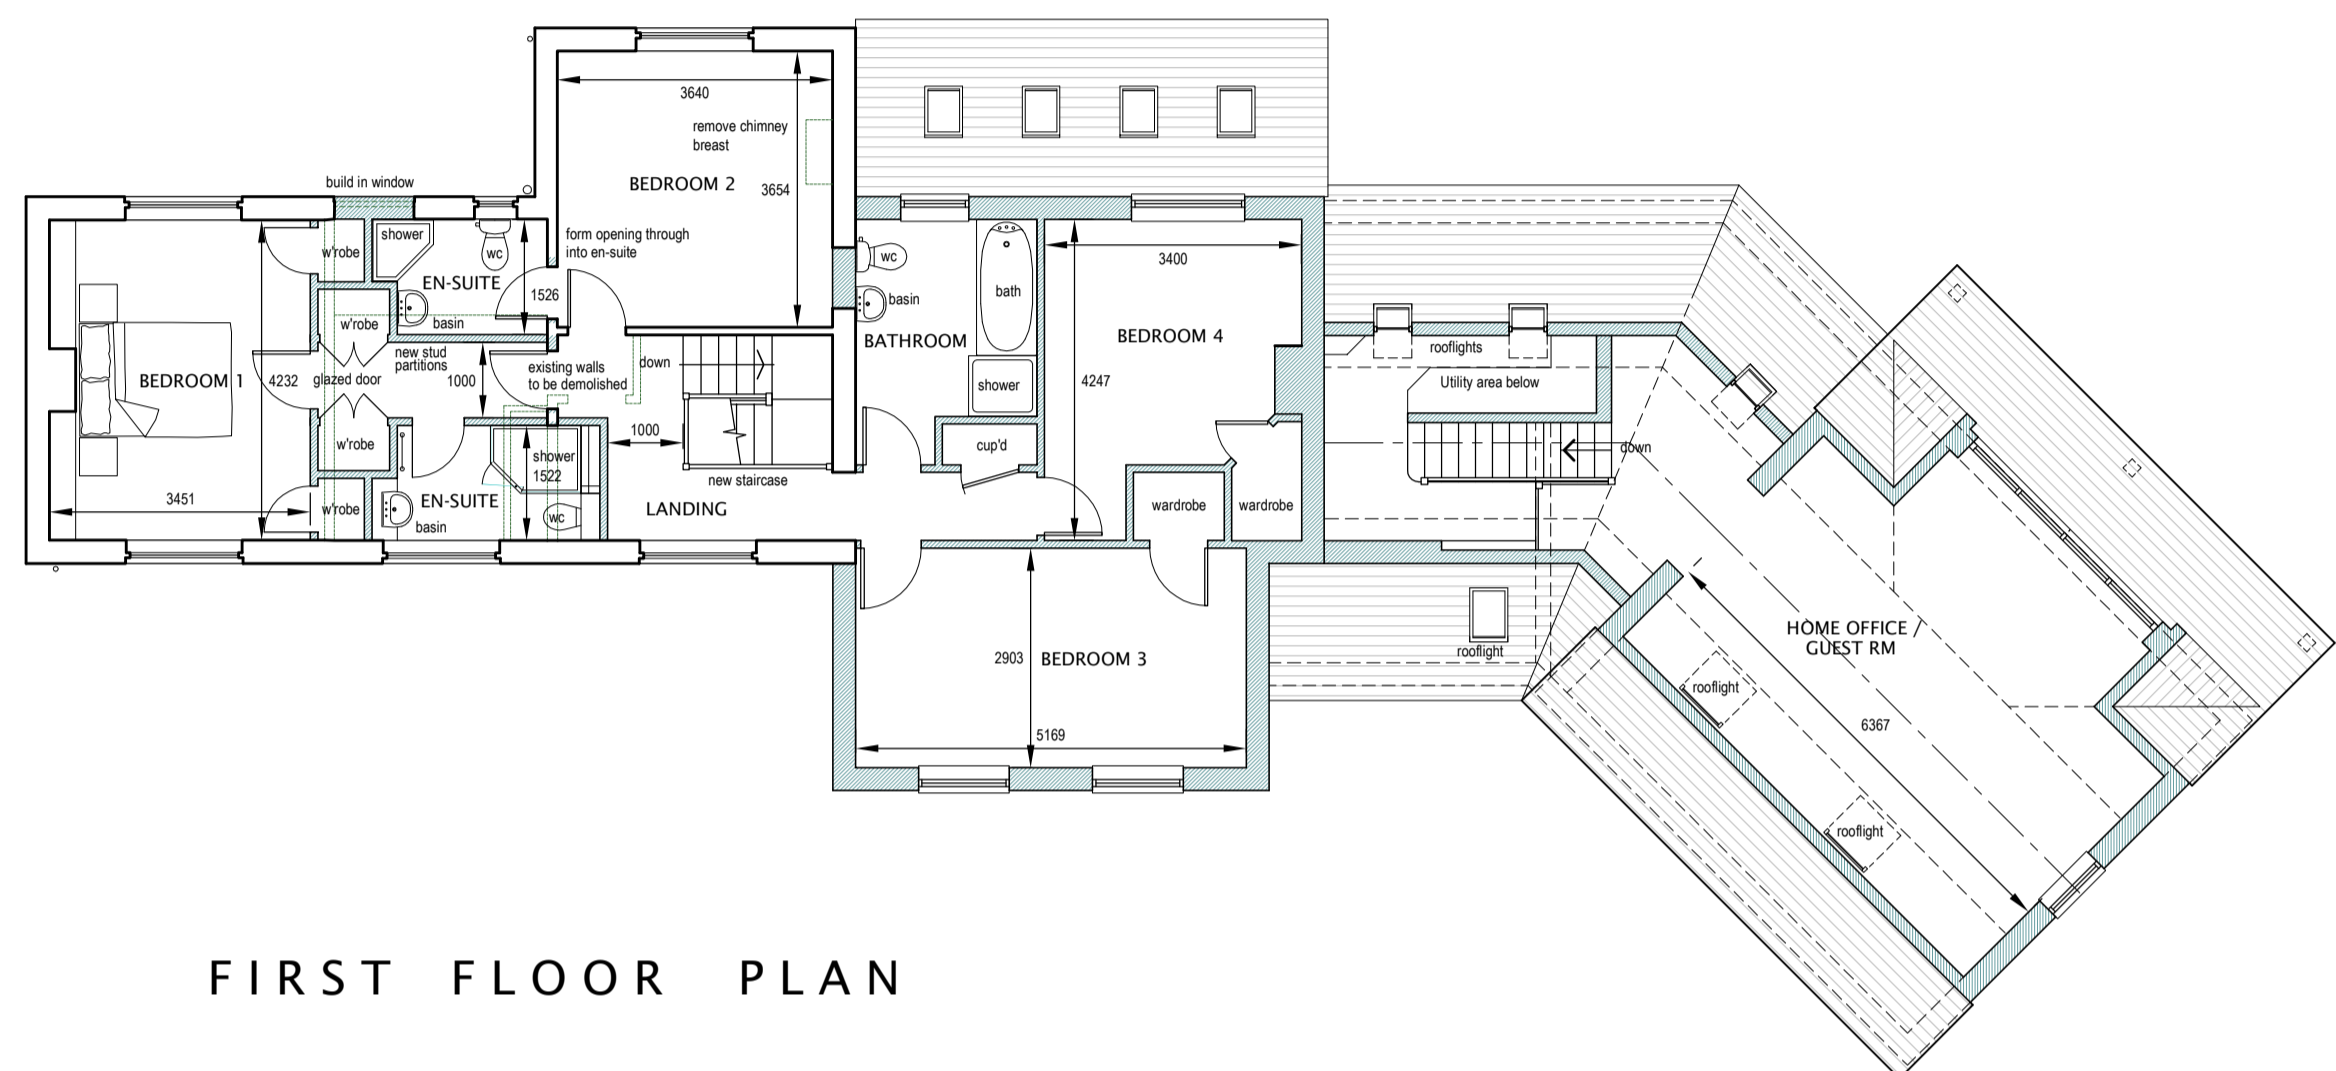 3640
remove chimney
breast
BEDROOM 2
3654
build in window
form opening through
into en-suite
shower
wc
w'robe
EN-SUITE
1526
basin
w'robe
new stud
partitions
BEDROOM 1
4232
glazed door
1000
existing walls
to be demolished
down
w'robe
1000
shower
1522
new staircase
3451
w'robe
EN-SUITE
basin
wc
LANDING
wc
basin
bath
BATHROOM
shower
cup'd
3400
BEDROOM 4
4247
wardrobe
wardrobe
rooflights
Utility area below
down
2903
BEDROOM 3
5169
rooflight
HOME OFFICE /
GUEST RM
rooflight
6367
rooflight
FIRST FLOOR PLAN